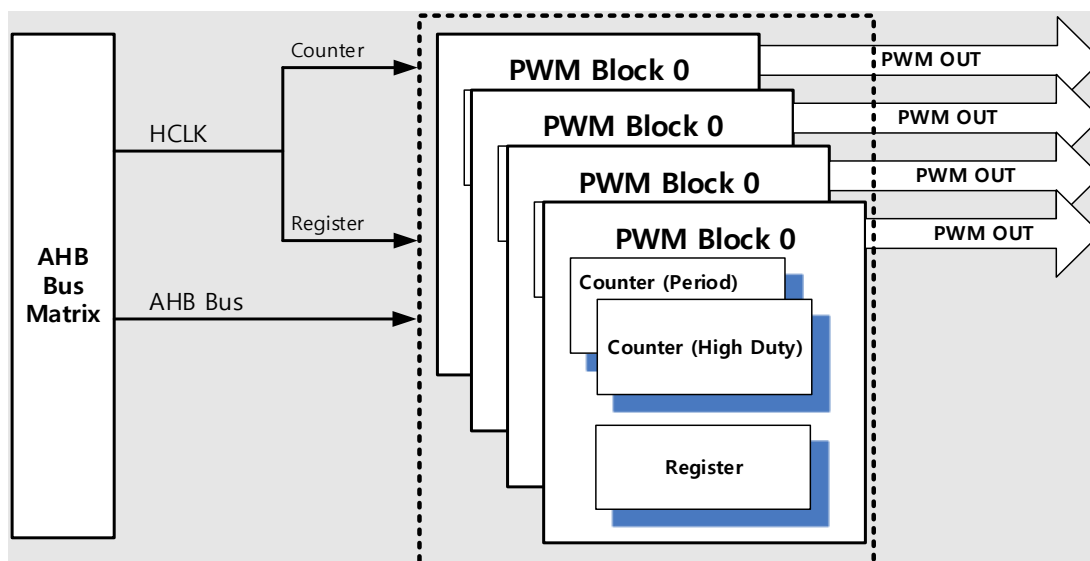 Counter
HCLK
Register
AHB
Bus
Matrix
AHB Bus
PWM Block 0
PWM Block 0
PWM Block 0
PWM Block 0
Counter (Period)
Counter (High Duty)
Register
PWM OUT
PWM OUT
PWM OUT
PWM OUT